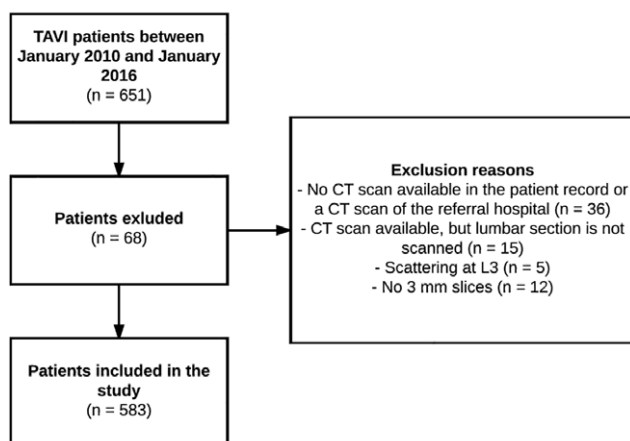 TAVI patients between
January 2010 and January
2016
(n = 651)
Patients exluded
(n = 68)
Exclusion reasons
- No CT scan available in the patient record or
a CT scan of the referral hospital (n = 36)
- CT scan available, but lumbar section is not
scanned (n = 15)
- Scattering at L3 (n = 5)
- No 3 mm slices (n = 12)
Patients included in the
study
(n = 583)